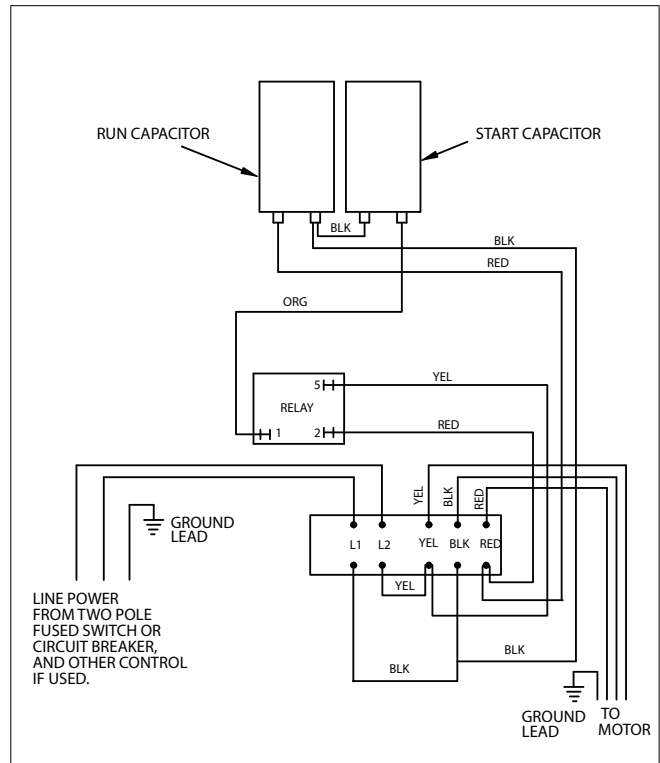 RUN CAPACITOR
START CAPACITOR
BLK
BLK
RED
ORG
YEL
5
RELAY
1
2
RED
YEL
BLK
RED
GROUND
LEAD
L1
L2
YEL
BLK
RED
YEL
LINE POWER
FROM TWO POLE
FUSED SWITCH OR
CIRCUIT BREAKER,
AND OTHER CONTROL
IF USED.
BLK
BLK
GROUND
LEAD
TO
MOTOR